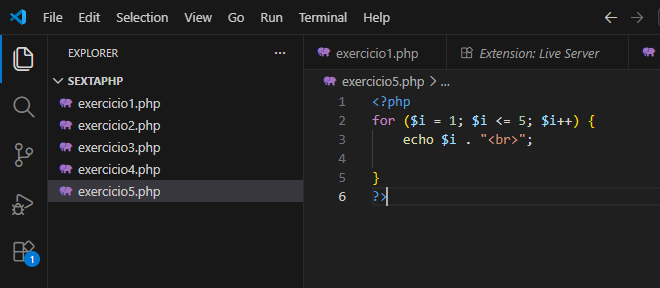 File Edit Selection View Go Run Terminal Help
EXPLORER ...
exercicio1.php Extension: Live Server
SEXTAPHP
exercicio1.php
exercicio2.php
exercicio3.php
exercicio4.php
exercicio5.php
1
exercicio5.php > ...
1 <?php
2 for ($i = 1; $i <= 5; $i++) {
3 echo $i . "<br>";
4
5 }
6 ?>